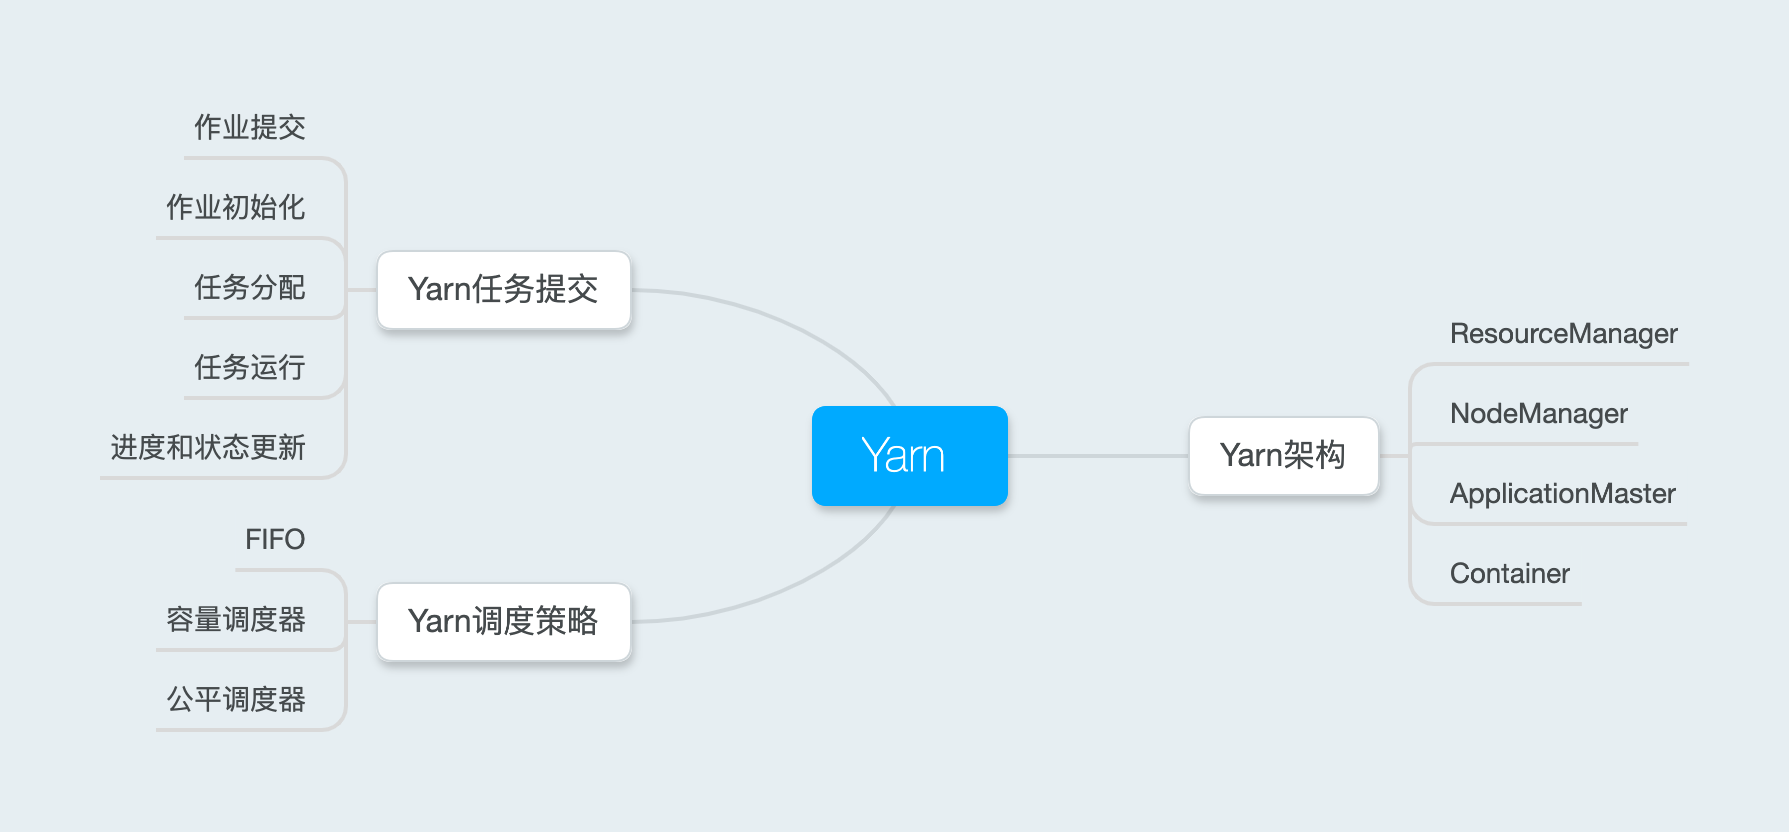 Yarn
Yarn任务提交
作业提交
作业初始化
任务分配
任务运行
进度和状态更新
Yarn调度策略
FIFO
容量调度器
公平调度器
Yarn架构
ResourceManager
NodeManager
ApplicationMaster
Container